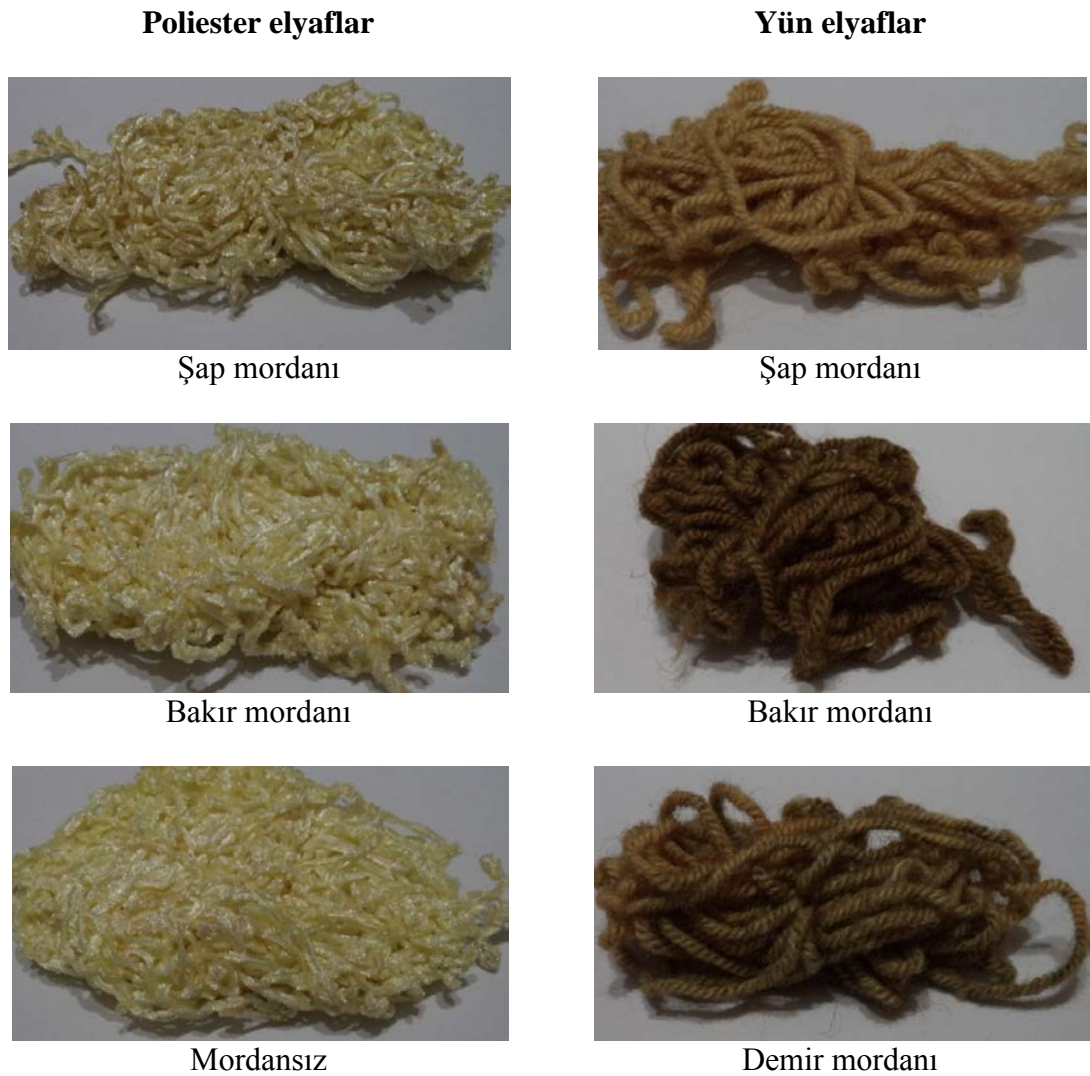 Poliester elyaflar
Yün elyaflar
Şap mordanı
Şap mordanı
Bakır mordanı
Bakır mordanı
Mordansız
Demir mordanı